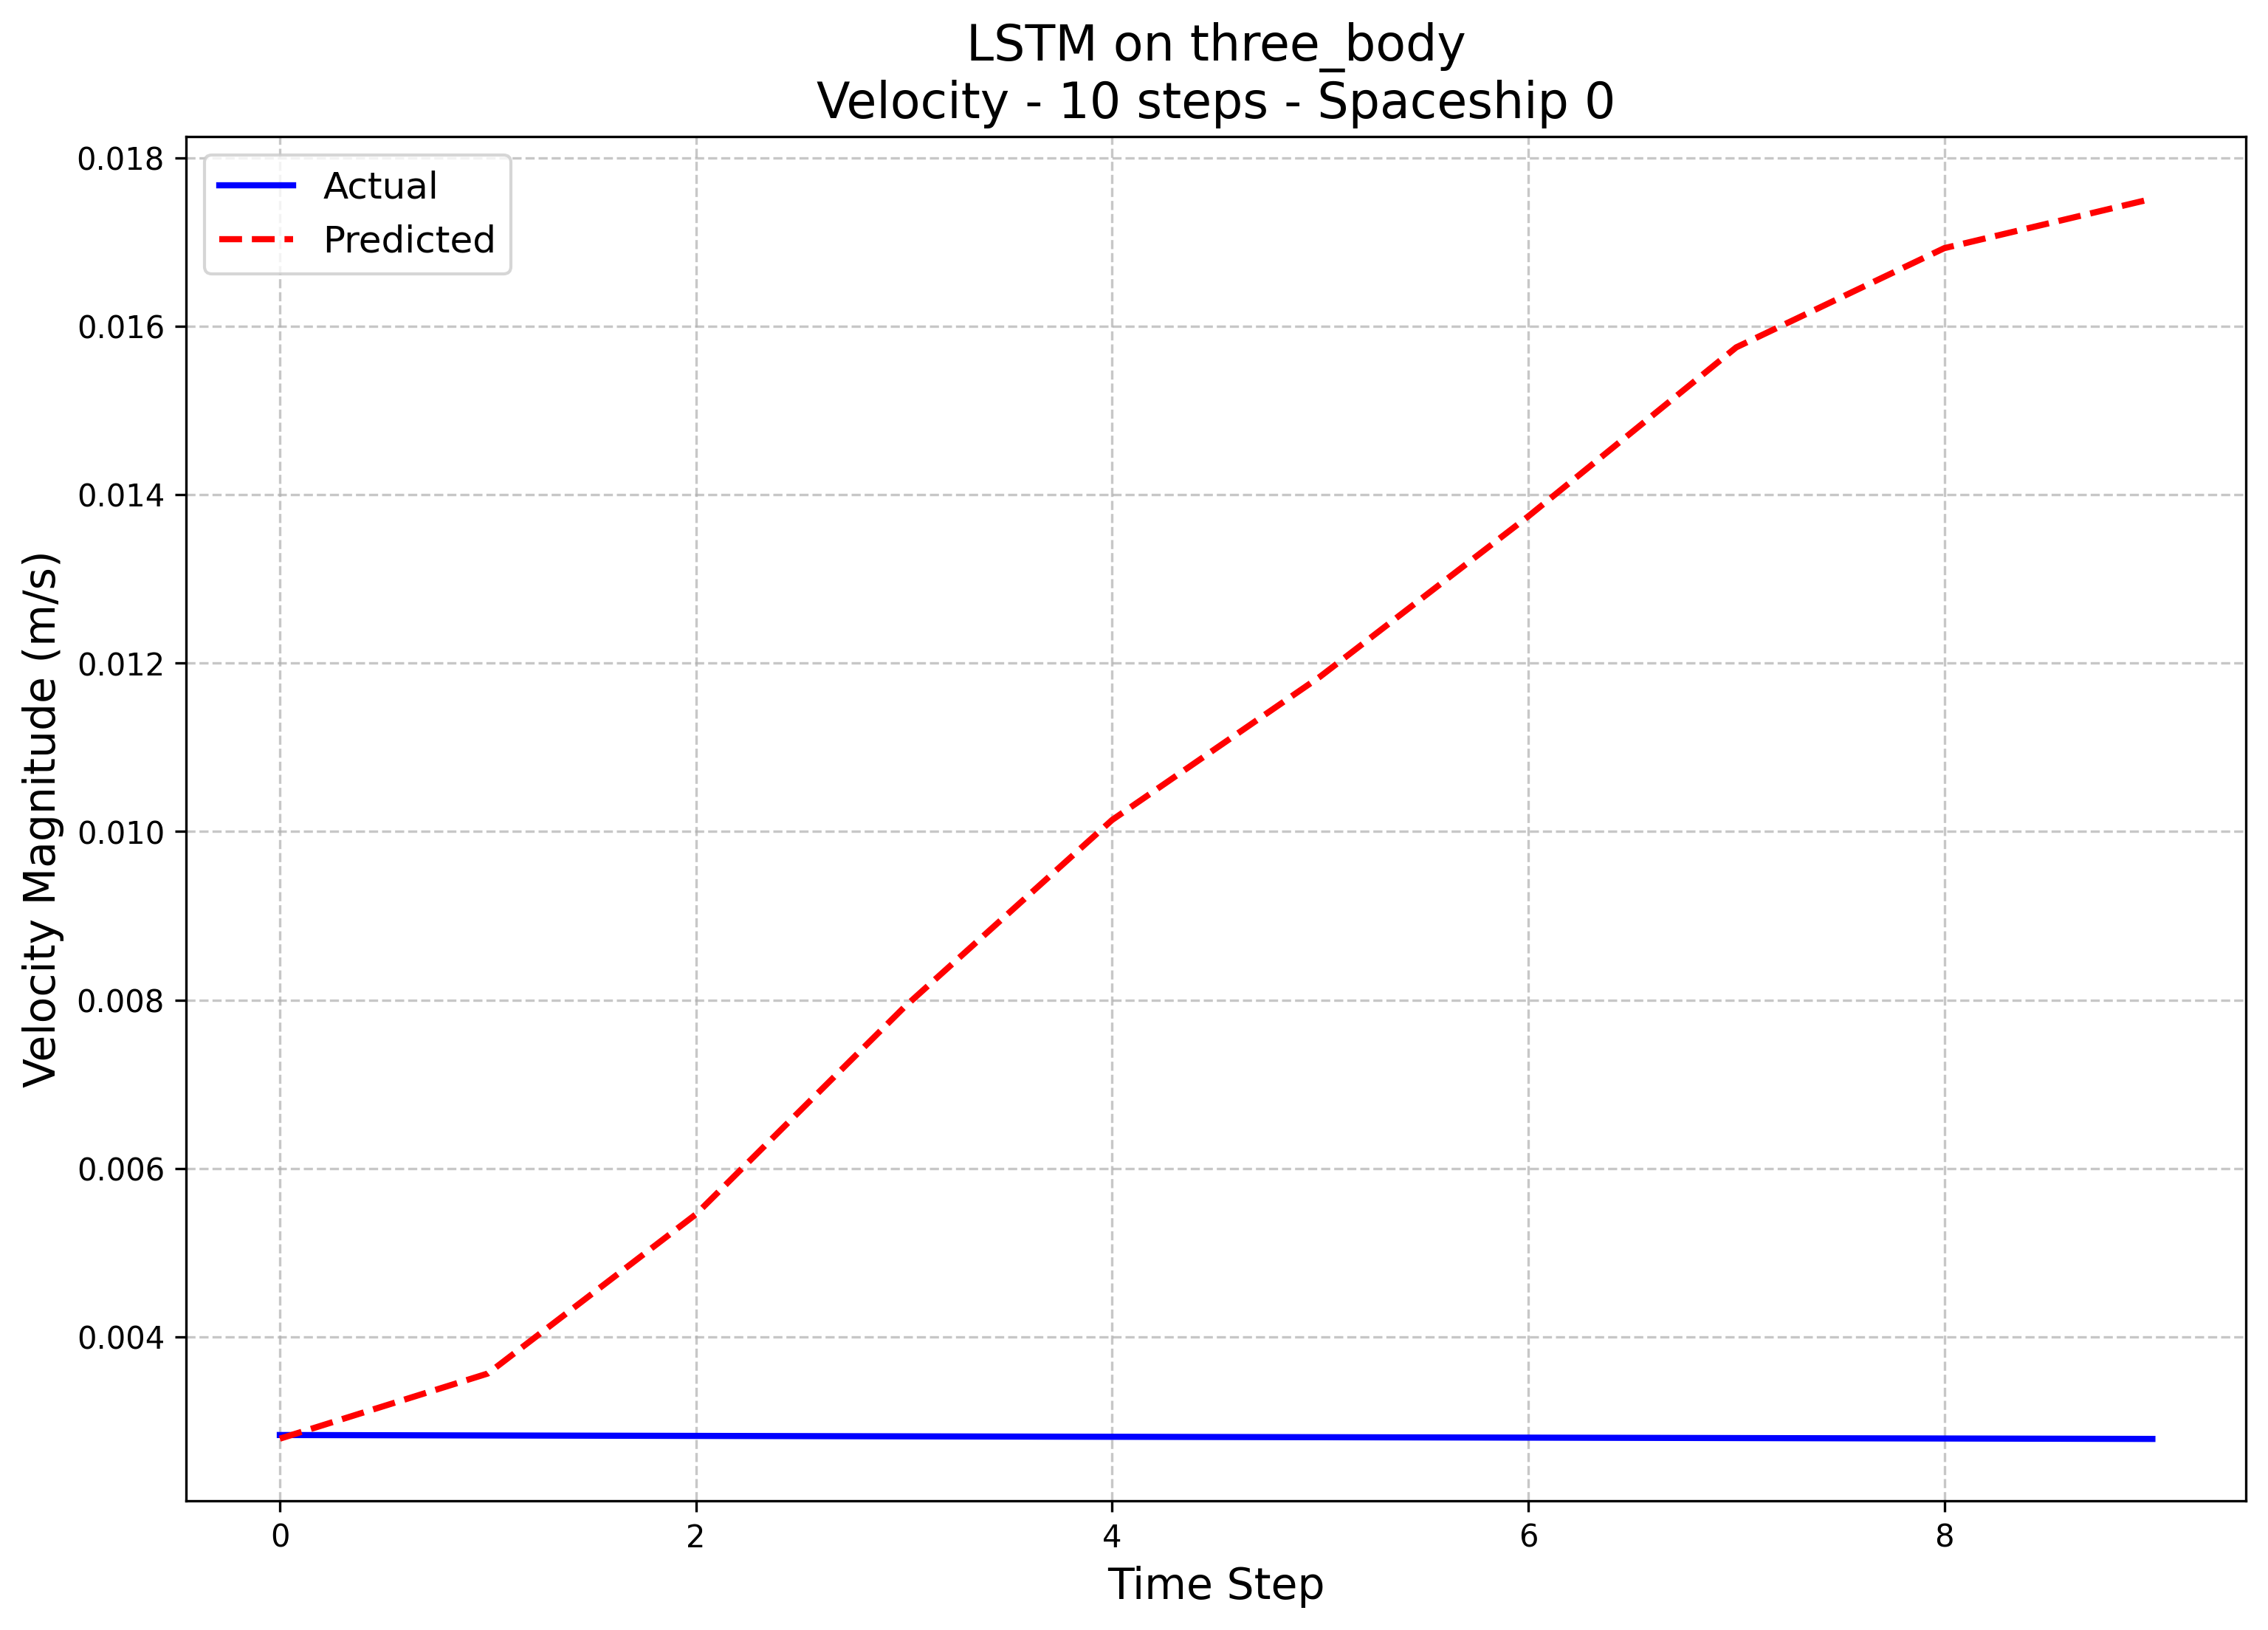 LSTM on three_body
Velocity - 10 steps - Spaceship 0
Actual
Predicted
Velocity Magnitude (m/s)
0.018
0.016
0.014
0.012
0.010
0.008
0.006
0.004
0 2 4 6 8
Time Step